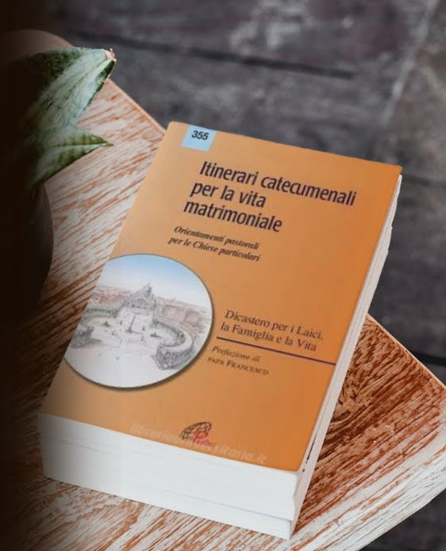 355
Itinerari catecumenali
per la vita
matrimoniale
Orientamenti pastorali
per le Chiese particolari
Dicastero per i Laici,
la Famiglia e la Vita
Prefazione di
PAPA FRANCESCO